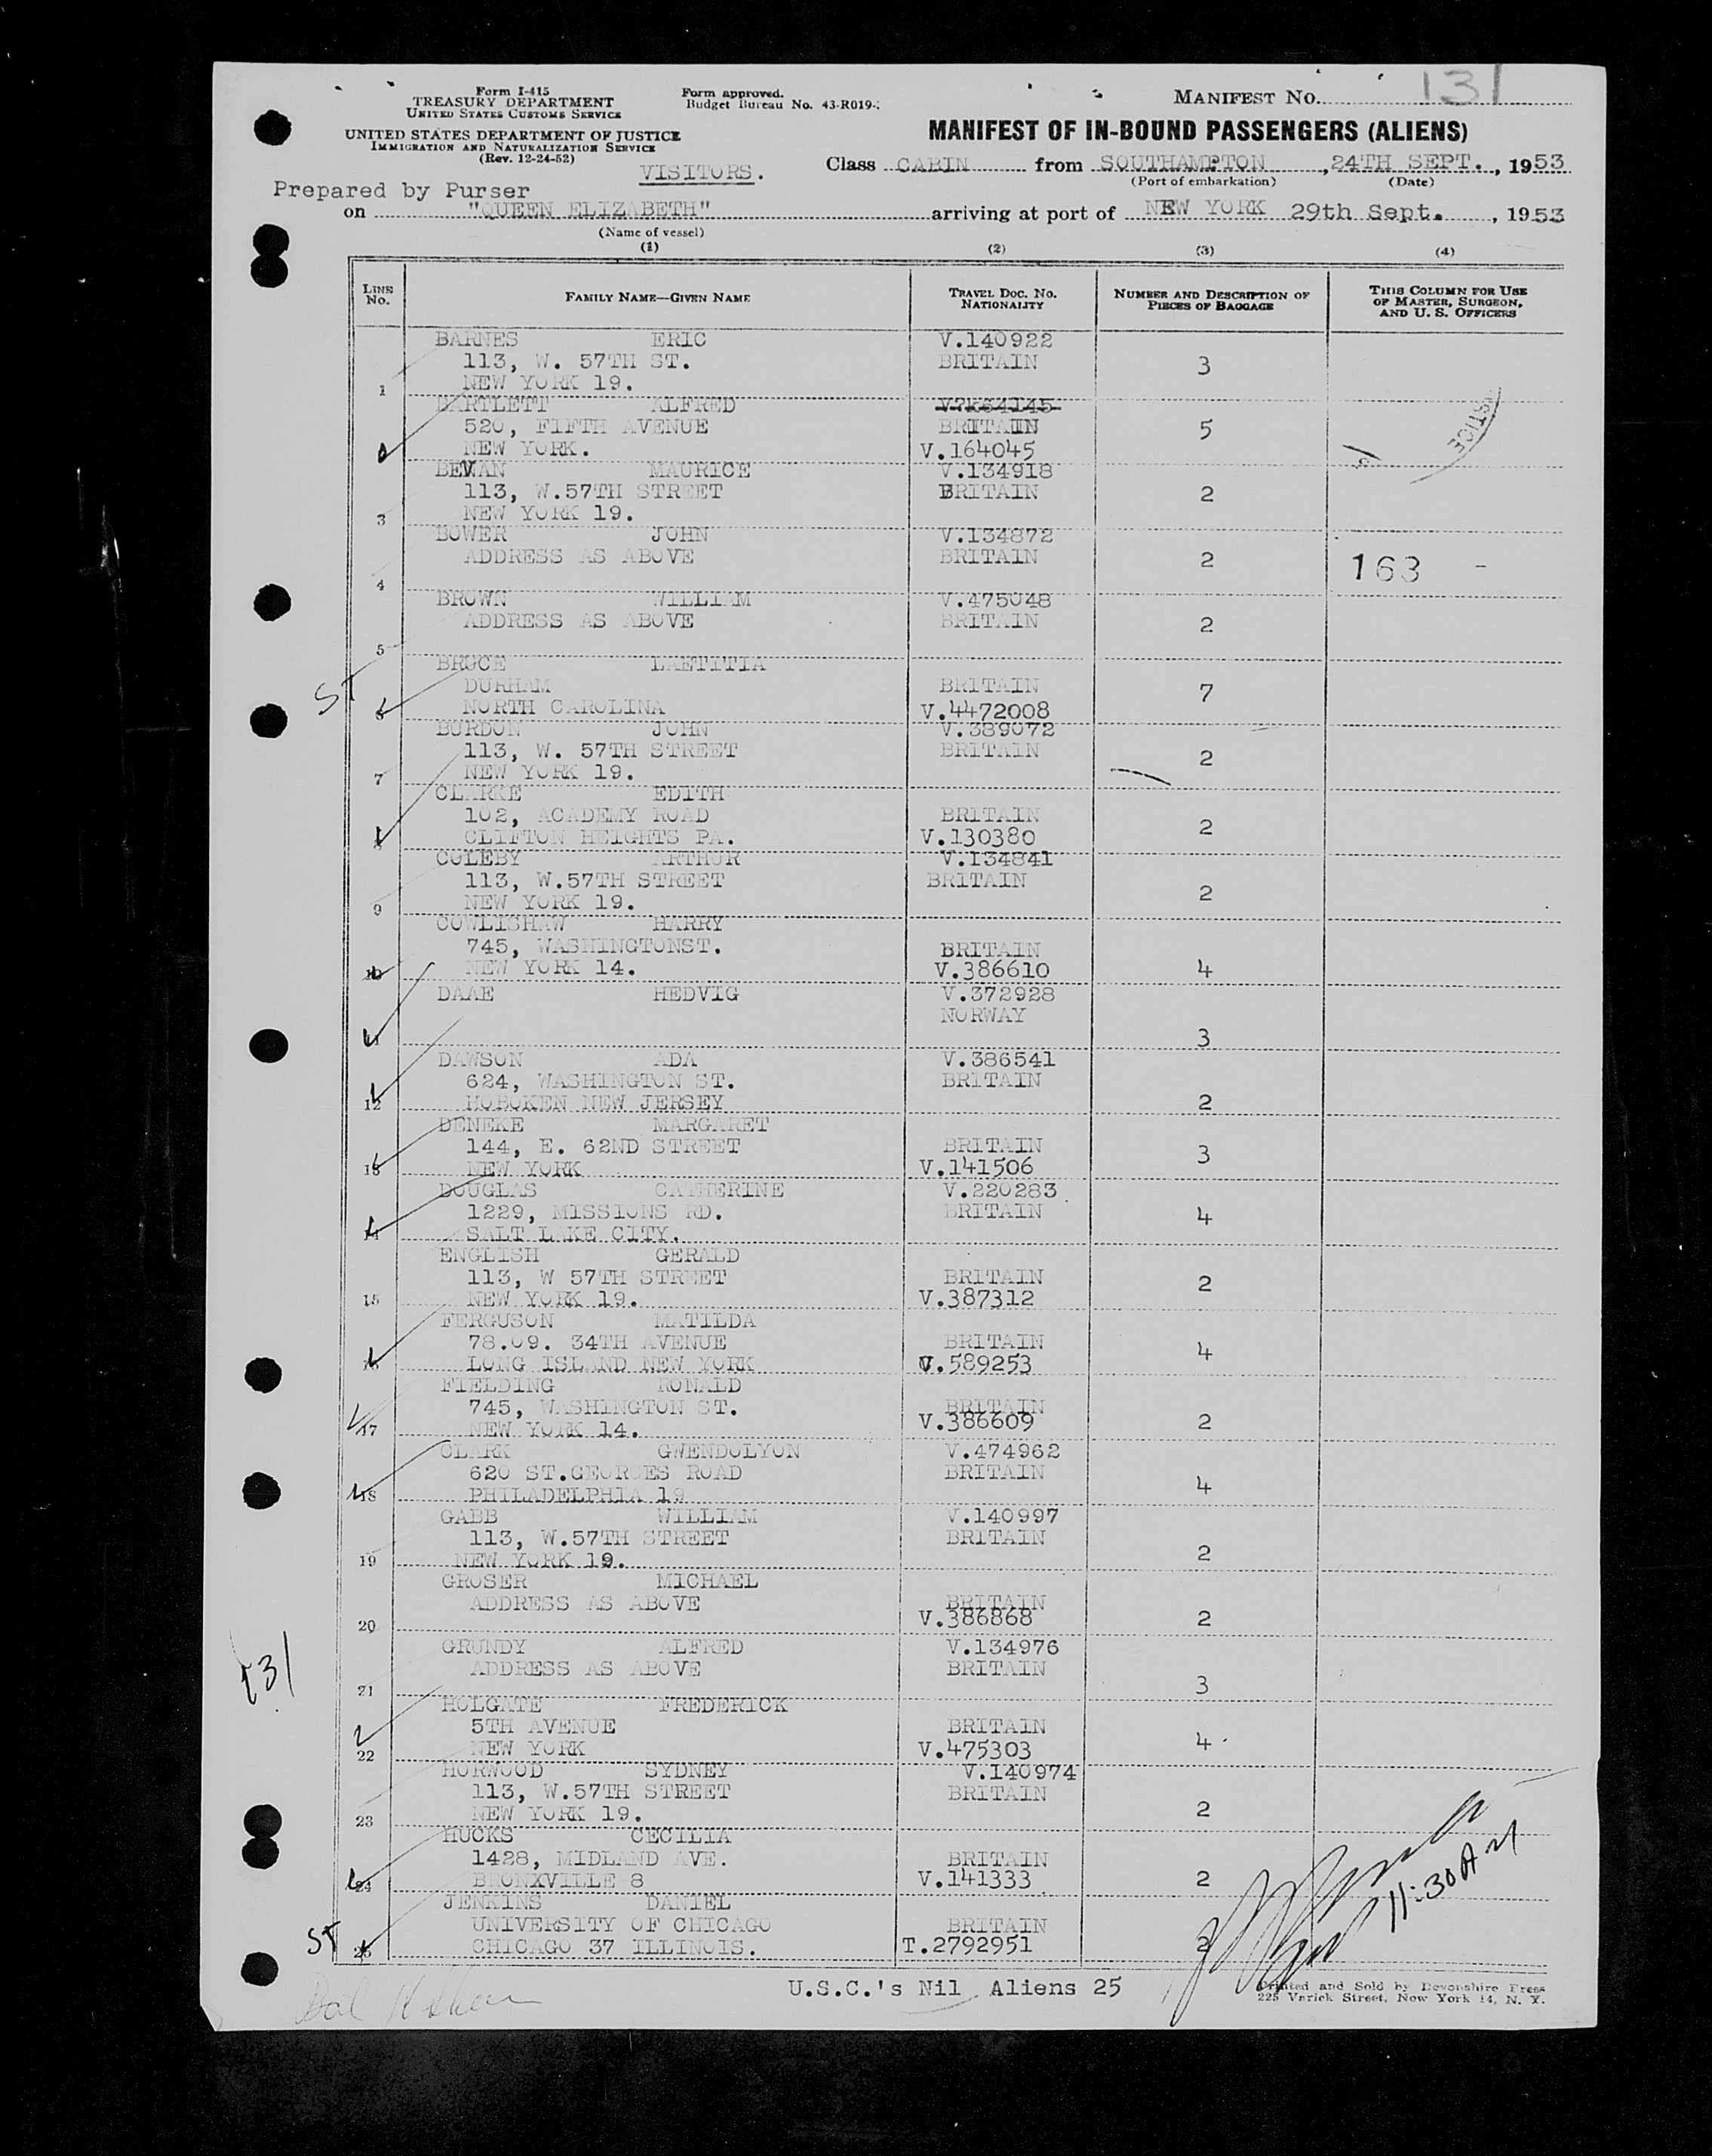 131
Form I-415
TREASURY DEPARTMENT
UNITED STATES CUSTOMS SERVICE
UNITED STATES DEPARTMENT OF JUSTICE
IMMIGRATION AND NATURALIZATION SERVICE
(Rev. 12-24-52)
Form approved.
Budget Bureau No. 43-R019-
MANIFEST NO.
MANIFEST OF IN-BOUND PASSENGERS (ALIENS)
VISITORS.
Class CABIN from SOUTHAMPTON, 24TH SEPT., 1953
(Port of embarkation) (Date)
Prepared by Purser
on "QUEEN ELIZABETH" arriving at port of NEW YORK 29th Sept., 1953
(Name of vessel)
(1) (2) (3) (4)
LINE No. FAMILY NAME—GIVEN NAME TRAVEL DOC. NO. NATIONALITY NUMBER AND DESCRIPTION OF PIECES OF BAGGAGE THIS COLUMN FOR USE OF MASTER, SURGEON, AND U. S. OFFICERS
BARNES ERIC V.140922
113, W. 57TH ST. BRITAIN 3
1 NEW YORK 19.
BARTLETT ALFRED
520, FIFTH AVENUE BRITAIN 5
NEW YORK. V.164045
BEVAN MAURICE V.134918
113, W.57TH STREET BRITAIN 2
3 NEW YORK 19.
BOWER JOHN V.134872
ADDRESS AS ABOVE BRITAIN 2 163 -
4
BROWN WILLIAM V.475048
ADDRESS AS ABOVE BRITAIN 2
5
BRUCE LAETITIA
ST DURHAM BRITAIN 7
6 NORTH CAROLINA V.4472008
BURDON JOHN V.389072
113, W. 57TH STREET BRITAIN 2
7 NEW YORK 19.
CLARKE EDITH
102, ACADEMY ROAD BRITAIN 2
8 CLIFTON HEIGHTS PA. V.130380
COLEBY ARTHUR V.134841
113, W.57TH STREET BRITAIN 2
9 NEW YORK 19.
COWLISHAW HARRY
745, WASHINGTONST. BRITAIN
10 NEW YORK 14. V.386610 4
DAAE HEDVIG V.372928
NORWAY
11 3
DAWSON ADA V.386541
624, WASHINGTON ST. BRITAIN
12 HOBOKEN NEW JERSEY 2
DENEKE MARGARET
144, E. 62ND STREET BRITAIN 3
13 NEW YORK V.141506
DOUGLAS CATHERINE V.220283
1229, MISSIONS RD. BRITAIN 4
14 SALT LAKE CITY.
ENGLISH GERALD
113, W 57TH STREET BRITAIN 2
15 NEW YORK 19. V.387312
FERGUSON MATILDA
78.09. 34TH AVENUE BRITAIN 4
16 LONG ISLAND NEW YORK V.589253
FIELDING RONALD
745, WASHINGTON ST. BRITAIN
17 NEW YORK 14. V.386609 2
CLARK GWENDOLYON V.474962
620 ST.GEORGES ROAD BRITAIN
18 PHILADELPHIA 19 4
GABB WILLIAM V.140997
113, W.57TH STREET BRITAIN
19 NEW YORK 19. 2
GROSER MICHAEL
ADDRESS AS ABOVE BRITAIN
20 V.386868 2
GRUNDY ALFRED V.134976
ADDRESS AS ABOVE BRITAIN
21 3
131
HOLGATE FREDERICK
5TH AVENUE BRITAIN
22 NEW YORK V.475303 4
HORWOOD SYDNEY V.140974
113, W.57TH STREET BRITAIN
23 NEW YORK 19. 2
HUCKS CECILIA
1428, MIDLAND AVE. BRITAIN
24 BRONXVILLE 8 V.141333 2
JENKINS DANIEL
UNIVERSITY OF CHICAGO BRITAIN
ST 25 CHICAGO 37 ILLINOIS. T.2792951 2
11:30 AM
U.S.C.'s Nil Aliens 25
Printed and Sold by Devonshire Press
225 Varick Street, New York 14, N. Y.